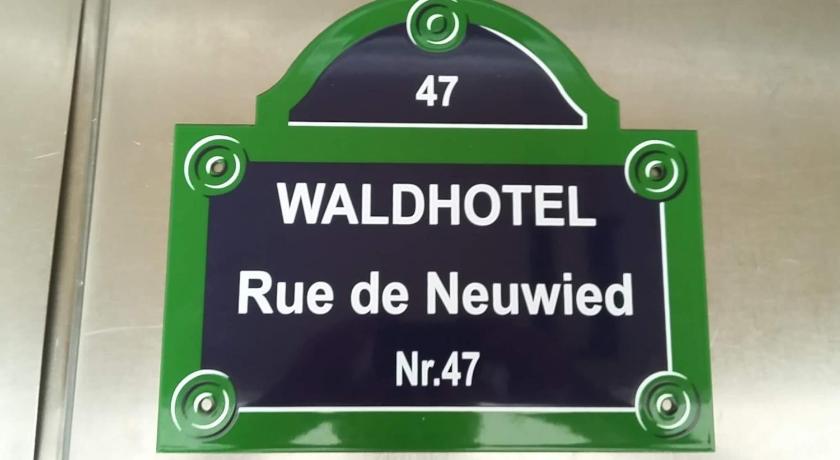 47
WALDHOTEL
Rue de Neuwied
Nr.47